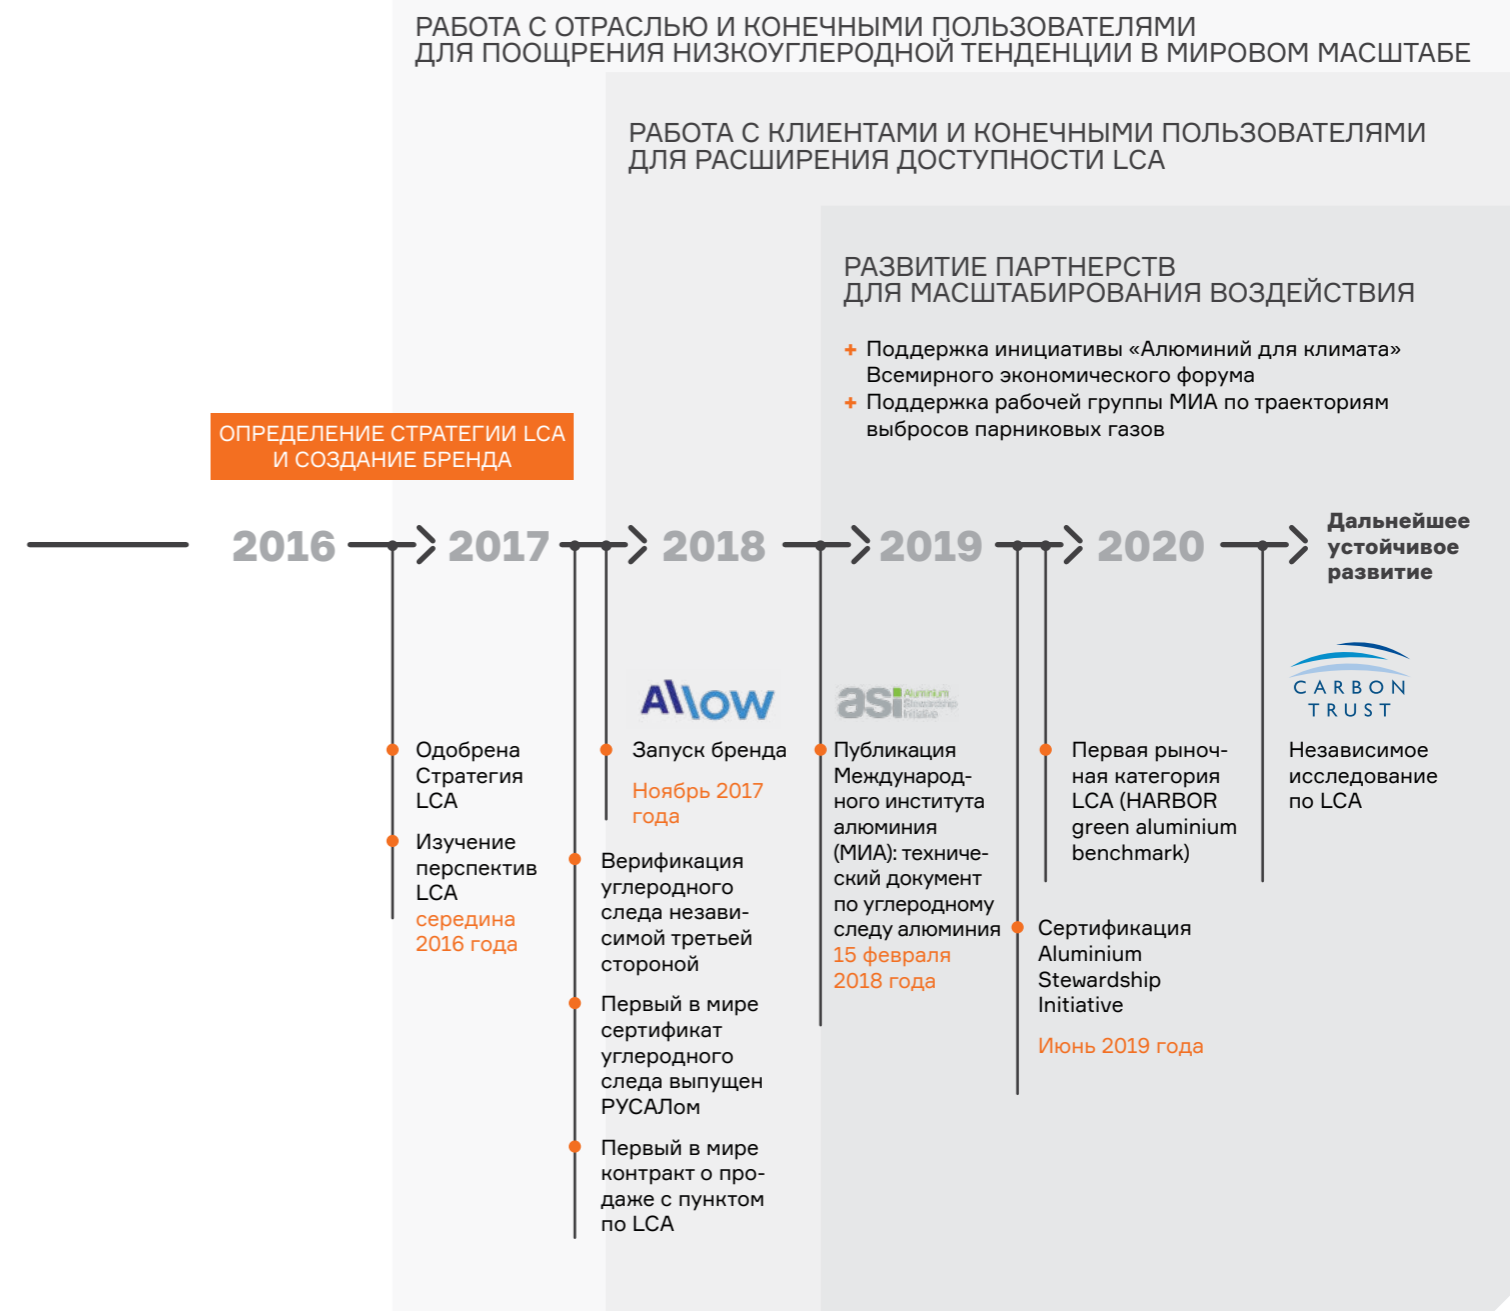 РАБОТА С ОТРАСЛЬЮ И КОНЕЧНЫМИ ПОЛЬЗОВАТЕЛЯМИ
ДЛЯ ПООЩРЕНИЯ НИЗКОУГЛЕРОДНОЙ ТЕНДЕНЦИИ В МИРОВОМ МАСШТАБЕ
РАБОТА С КЛИЕНТАМИ И КОНЕЧНЫМИ ПОЛЬЗОВАТЕЛЯМИ
ДЛЯ РАСШИРЕНИЯ ДОСТУПНОСТИ LCA
РАЗВИТИЕ ПАРТНЕРСТВ
ДЛЯ МАСШТАБИРОВАНИЯ ВОЗДЕЙСТВИЯ
+ Поддержка инициативы «Алюминий для климата»
Всемирного экономического форума
+ Поддержка рабочей группы МИА по траекториям
выбросов парниковых газов
ОПРЕДЕЛЕНИЕ СТРАТЕГИИ LCA
И СОЗДАНИЕ БРЕНДА
2016
2017
2018
2019
2020
Дальнейшее
устойчивое
развитие
Одобрена
Стратегия
LCA
Изучение
перспектив
LCA
середина
2016 года
Allow
Запуск бренда
Ноябрь 2017
года
Верификация
углеродного
следа незави-
симой третьей
стороной
Первый в мире
сертификат
углеродного
следа выпущен
РУСАЛом
Первый в мире
контракт о про-
даже с пунктом
по LCA
asi
Aluminium
Stewardship
Initiative
Публикация
Международ-
ного института
алюминия
(МИА): техниче-
ский документ
по углеродному
следу алюминия
15 февраля
2018 года
Первая рыноч-
ная категория
LCA (HARBOR
green aluminium
benchmark)
Сертификация
Aluminium
Stewardship
Initiative
Июнь 2019 года
CARBON
TRUST
Независимое
исследование
по LCA